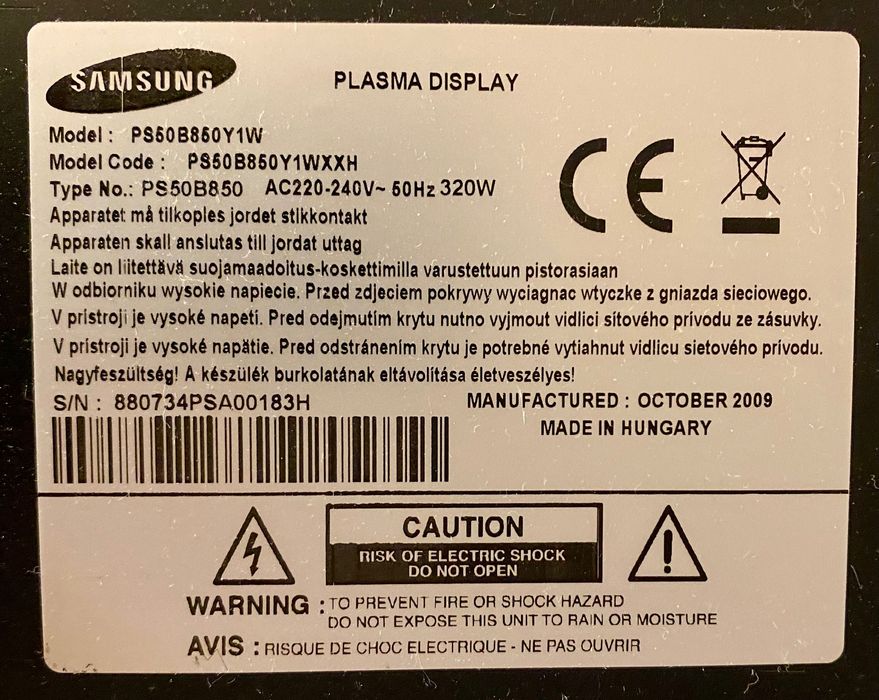 SAMSUNG
PLASMA DISPLAY
Model : PS50B850Y1W
Model Code : PS50B850Y1WXXH
Type No.: PS50B850 AC220-240V~ 50Hz 320W
Apparatet må tilkoples jordet stikkontakt
Apparaten skall anslutas till jordat uttag
Laite on liitettävä suojamaadoitus-koskettimilla varustettuun pistorasiaan
W odbiorniku wysokie napiecie. Przed zdjeciem pokrywy wyciagnac wtyczke z gniazda sieciowego.
V prístroji je vysoké napetí. Pred odejmutím krytu nutno vyjmout vidlici sítového prívodu ze zásuvky.
V prístroji je vysoké napätie. Pred odstránením krytu je potrebné vytiahnut vidlicu sietového prívodu.
Nagyfeszültség! A készülék burkolatának eltávolítása életveszélyes!
S/N : 880734PSA00183H
MANUFACTURED : OCTOBER 2009
MADE IN HUNGARY
CE
CAUTION
RISK OF ELECTRIC SHOCK
DO NOT OPEN
WARNING : TO PREVENT FIRE OR SHOCK HAZARD
DO NOT EXPOSE THIS UNIT TO RAIN OR MOISTURE
AVIS : RISQUE DE CHOC ELECTRIQUE - NE PAS OUVRIR